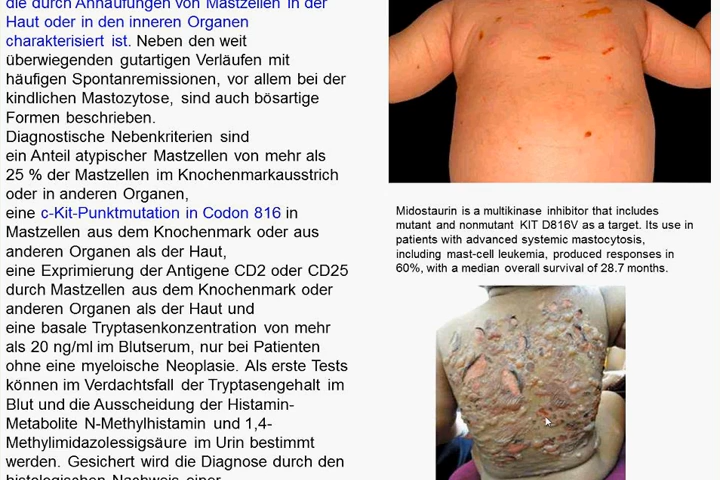 die durch Anhäufungen von Mastzellen in der
Haut oder in den inneren Organen
charakterisiert ist. Neben den weit
überwiegenden gutartigen Verläufen mit
häufigen Spontanremissionen, vor allem bei der
kindlichen Mastozytose, sind auch bösartige
Formen beschrieben.
Diagnostische Nebenkriterien sind
ein Anteil atypischer Mastzellen von mehr als
25 % der Mastzellen im Knochenmarkausstrich
oder in anderen Organen,
eine c-Kit-Punktmutation in Codon 816 in
Mastzellen aus dem Knochenmark oder aus
anderen Organen als der Haut,
eine Exprimierung der Antigene CD2 oder CD25
durch Mastzellen aus dem Knochenmark oder
anderen Organen als der Haut und
eine basale Tryptasenkonzentration von mehr
als 20 ng/ml im Blutserum, nur bei Patienten
ohne eine myeloische Neoplasie. Als erste Tests
können im Verdachtsfall der Tryptasengehalt im
Blut und die Ausscheidung der Histamin-
Metabolite N-Methylhistamin und 1,4-
Methylimidazolessigsäure im Urin bestimmt
werden. Gesichert wird die Diagnose durch den
histologischen Nachweis einer
Midostaurin is a multikinase inhibitor that includes
mutant and nonmutant KIT D816V as a target. Its use in
patients with advanced systemic mastocytosis,
including mast-cell leukemia, produced responses in
60%, with a median overall survival of 28.7 months.